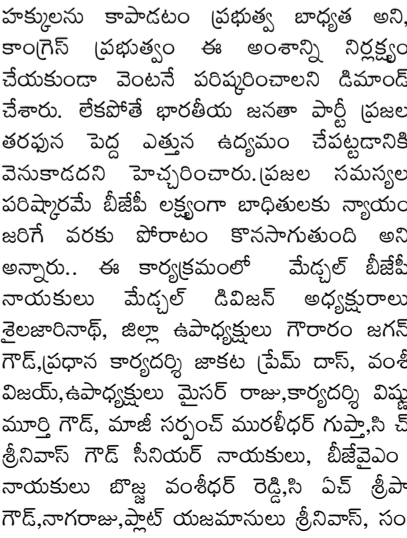 హక్కులను కాపాడటం ప్రభుత్వ బాధ్యత అని,
కాంగ్రెస్ ప్రభుత్వం ఈ అంశాన్ని నిర్లక్ష్యం
చేయకుండా వెంటనే పరిష్కరించాలని డిమాండ్
చేశారు. లేకపోతే భారతీయ జనతా పార్టీ ప్రజల
తరపున పెద్ద ఎత్తున ఉద్యమం చేపట్టడానికి
వెనుకాడదని హెచ్చరించారు.ప్రజల సమస్యల
పరిష్కారమే బీజేపీ లక్ష్యంగా బాధితులకు న్యాయం
జరిగే వరకు పోరాటం కొనసాగుతుంది అని
అన్నారు.. ఈ కార్యక్రమంలో మేడ్చల్ బీజేపీ
నాయకులు మేడ్చల్ డివిజన్ అధ్యక్షురాలు
శైలజారినాథ్, జిల్లా ఉపాధ్యక్షులు గౌరారం జగన్
గౌడ్,ప్రధాన కార్యదర్శి జాకట ప్రేమ్ దాస్, వంశీ
విజయ్,ఉపాధ్యక్షులు మైసర్ రాజు,కార్యదర్శి విష్ణు
మూర్తి గౌడ్, మాజీ సర్పంచ్ మురళీధర్ గుప్తా,సి చ్
శ్రీనివాస్ గౌడ్ సీనియర్ నాయకులు, బీజేవైఎం
నాయకులు బొజ్జ వంశీధర్ రెడ్డి,సి ఏచ్ శ్రీపా
గౌడ్,నాగరాజు,ప్లాట్ యజమానులు శ్రీనివాస్, సం